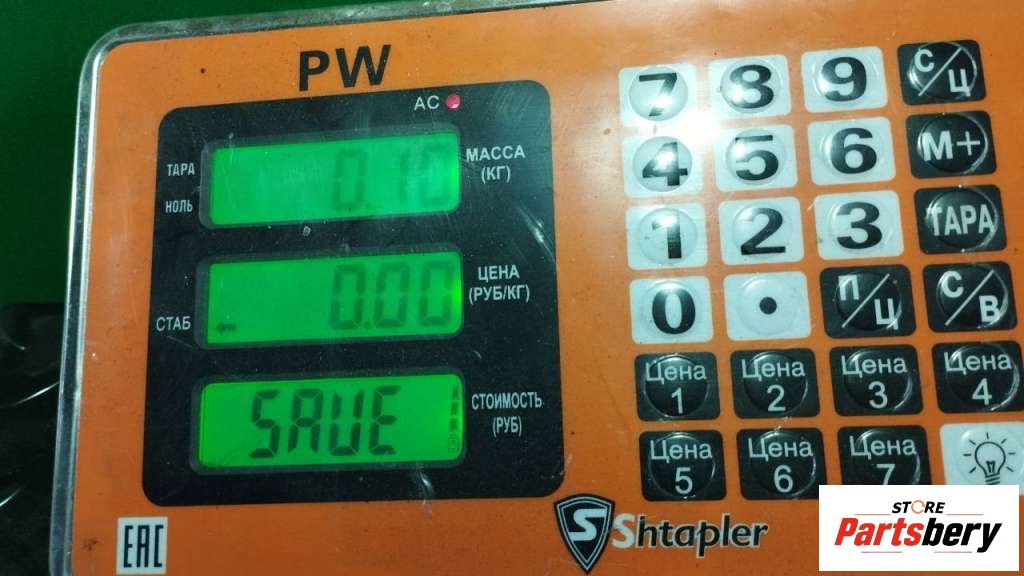 PW
AC
ТАРА
НОЛЬ
0.10
МАССА
(КГ)
СТАБ
0.00
ЦЕНА
(РУБ/КГ)
SAUE
СТОИМОСТЬ
(РУБ)
7 8 9 С/Ц
4 5 6 М+
1 2 3 ТАРА
0 • П/Ц С/В
Цена 1 Цена 2 Цена 3 Цена 4
Цена 5 Цена 6 Цена 7
EAC
S Shtapler
STORE
Partsbery